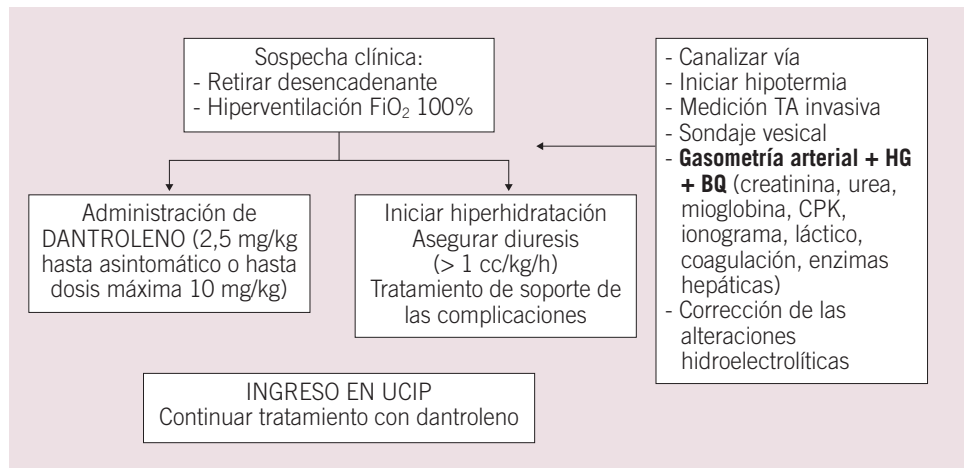 Sospecha clínica:
- Retirar desencadenante
- Hiperventilación FiO2 100%
Administración de
DANTROLENO (2,5 mg/kg
hasta asintomático o hasta
dosis máxima 10 mg/kg)
Iniciar hiperhidratación
Asegurar diuresis
(> 1 cc/kg/h)
Tratamiento de soporte de
las complicaciones
- Canalizar vía
- Iniciar hipotermia
- Medición TA invasiva
- Sondaje vesical
- Gasometría arterial + HG
+ BQ (creatinina, urea,
mioglobina, CPK,
ionograma, láctico,
coagulación, enzimas
hepáticas)
- Corrección de las
alteraciones
hidroelectrolíticas
INGRESO EN UCIP
Continuar tratamiento con dantroleno